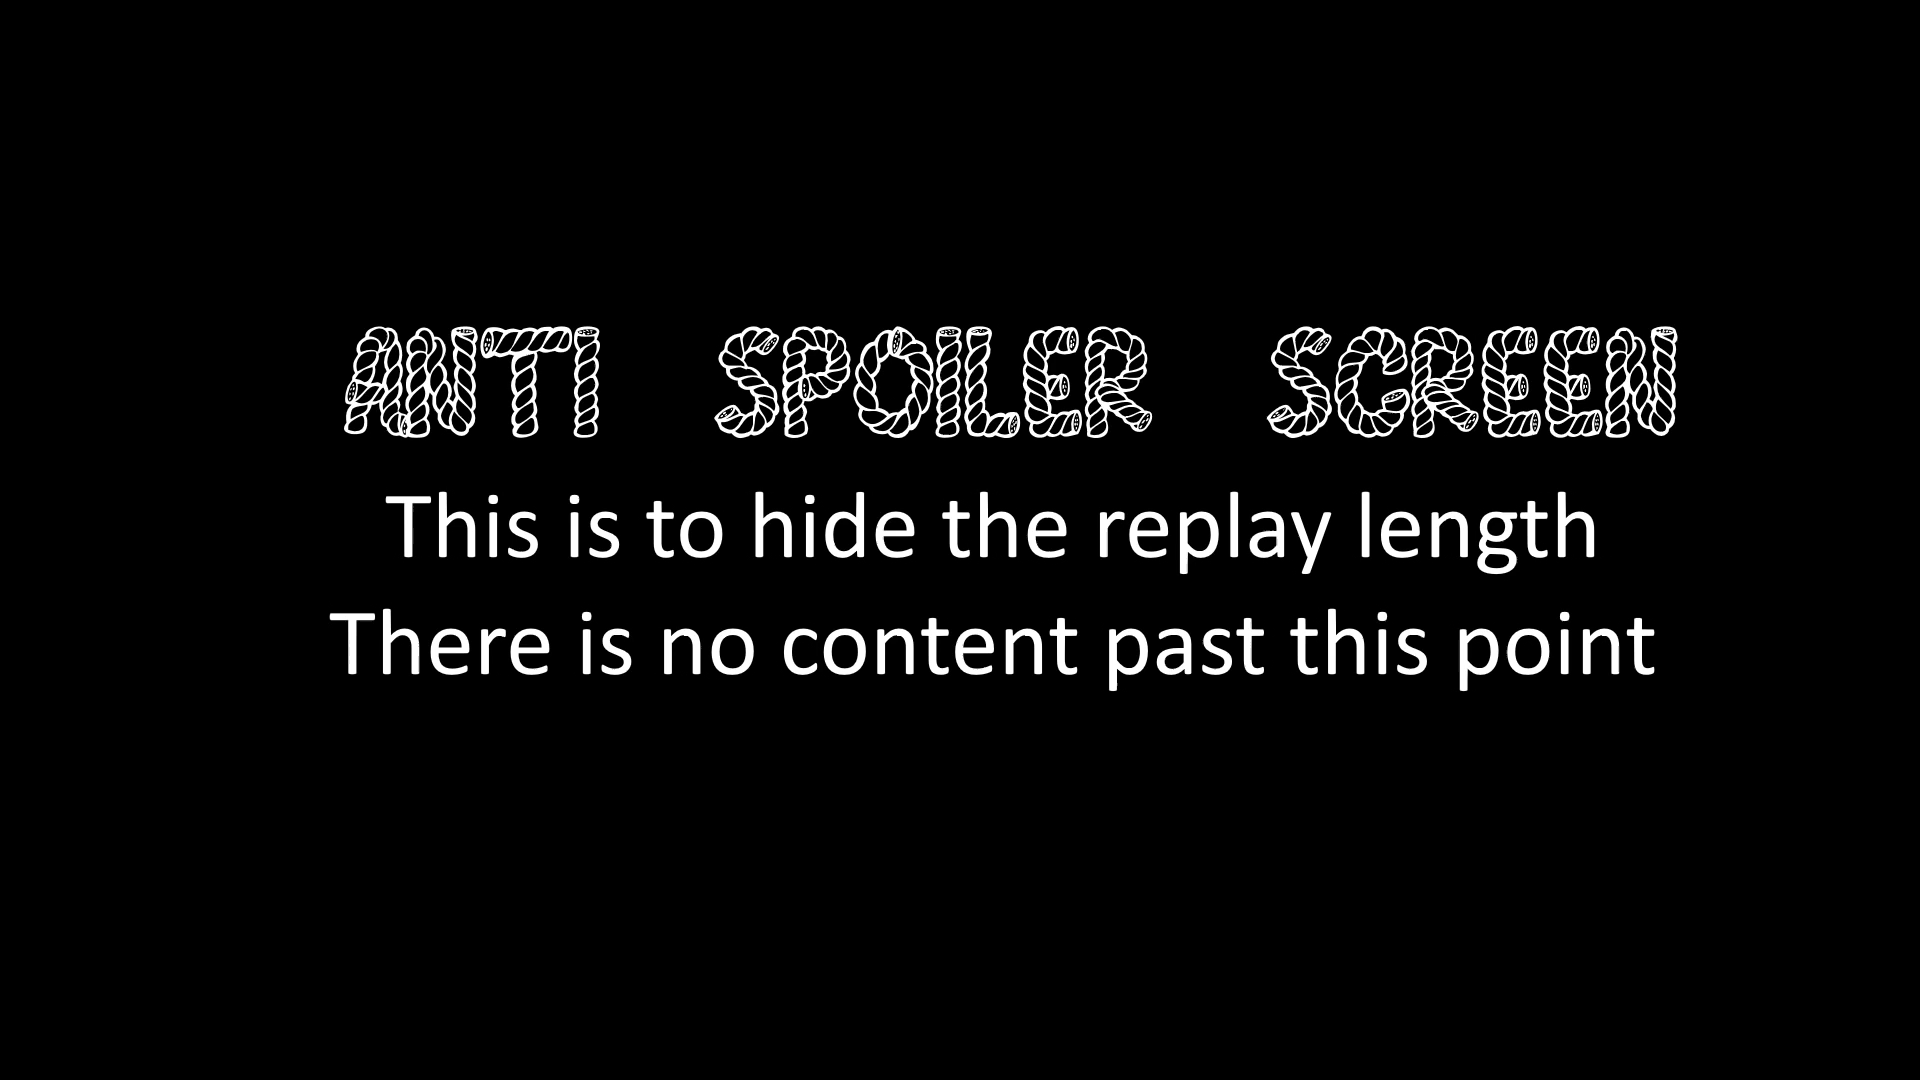 ANTI SPOILER SCREEN
This is to hide the replay length
There is no content past this point